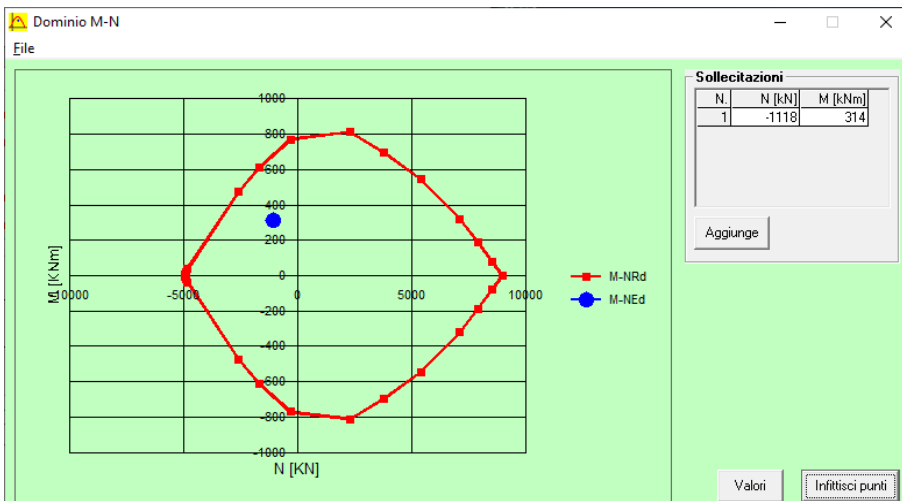 Dominio M-N
File
Sollecitazioni
N. N [kN] M [kNm]
1 -1118 314
Aggiunge
1000
800
600
400
200
0
-200
-400
-600
-800
-1000
M [KNm]
-10000 -5000 0 5000 10000
N [KN]
M-NRd
M-NEd
Valori
Infittisci punti